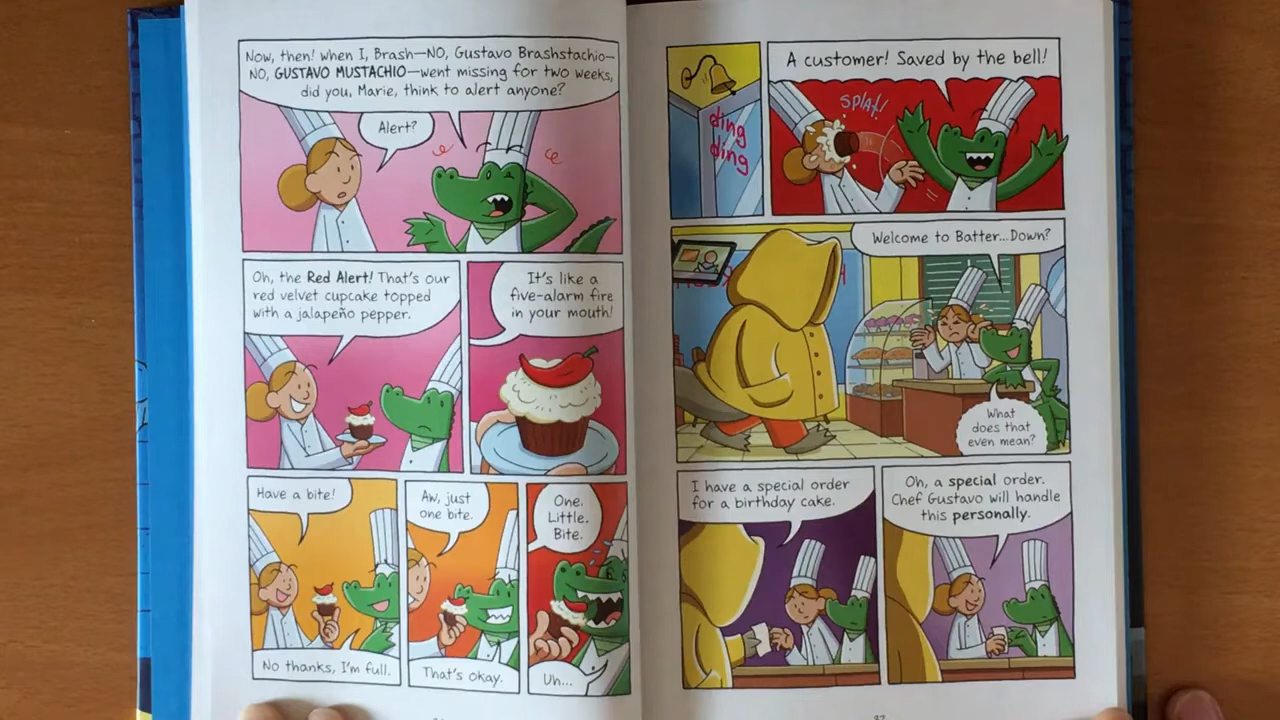 Now, then! When I, Brash—NO, Gustavo Brashstachio—
NO, GUSTAVO MUSTACHIO—went missing for two weeks,
did you, Marie, think to alert anyone?
Alert?
Oh, the Red Alert! That's our
red velvet cupcake topped
with a jalapeño pepper.
It's like a
five-alarm fire
in your mouth!
Have a bite!
No thanks, I'm full.
Aw, just
one bite.
That's okay.
One.
Little.
Bite.
Uh...
ding
ding
A customer! Saved by the bell!
SPLAT!
Welcome to Batter...Down?
What
does that
even mean?
I have a special order
for a birthday cake.
Oh, a special order.
Chef Gustavo will handle
this personally.